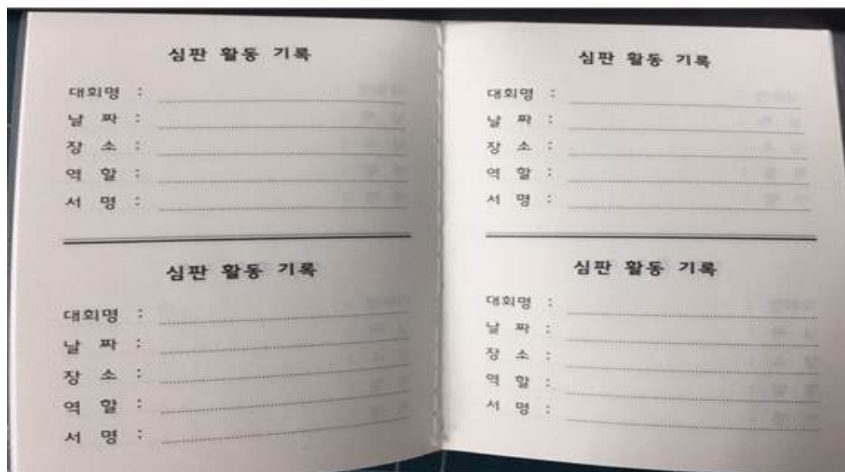 심판 활동 기록
대회명 :
날 짜 :
장 소 :
역 할 :
서 명 :
심판 활동 기록
대회명 :
날 짜 :
장 소 :
역 할 :
서 명 :
심판 활동 기록
대회명 :
날 짜 :
장 소 :
역 할 :
서 명 :
심판 활동 기록
대회명 :
날 짜 :
장 소 :
역 할 :
서 명 :